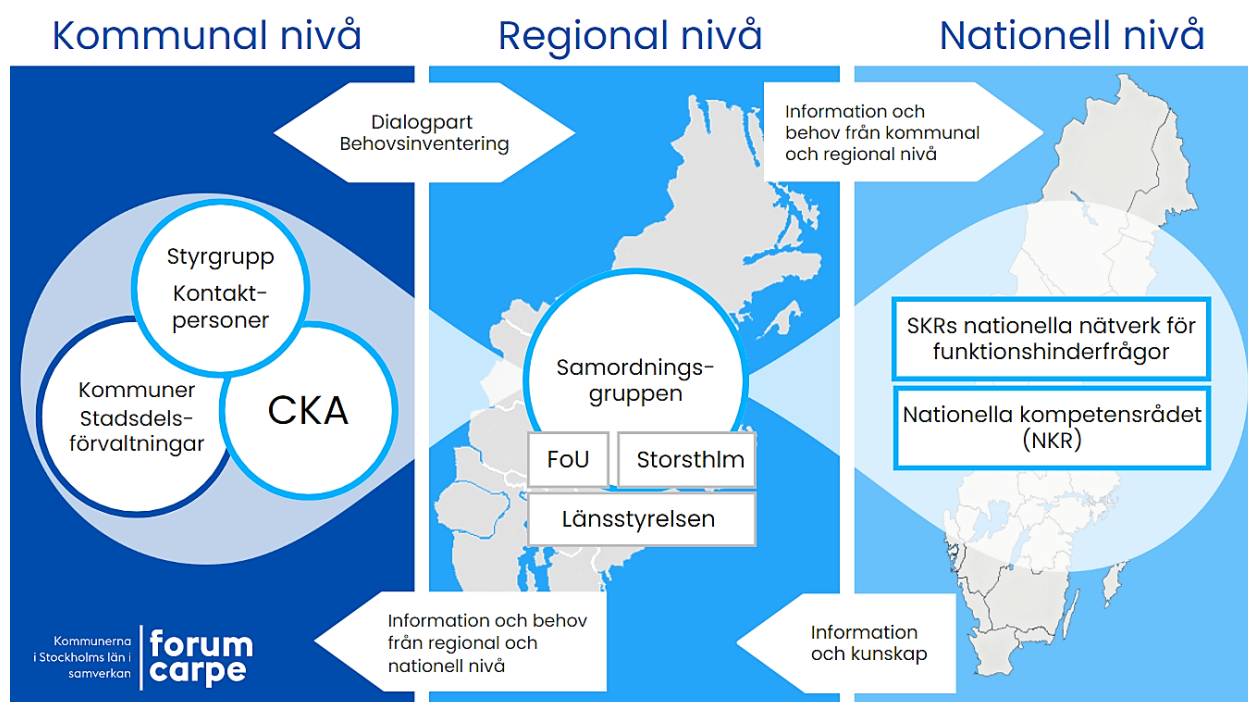 Kommunal nivå
Regional nivå
Nationell nivå
Dialogpart
Behovsinventering
Information och
behov från kommunal
och regional nivå
Styrgrupp
Kontakt-
personer
Kommuner
Stadsdels-
förvaltningar
CKA
Samordnings-
gruppen
FoU
Storsthlm
Länsstyrelsen
SKRs nationella nätverk för
funktionshinderfrågor
Nationella kompetensrådet
(NKR)
Information och behov
från regional och
nationell nivå
Information
och kunskap
Kommunerna
i Stockholms län i
samverkan
forum
carpe